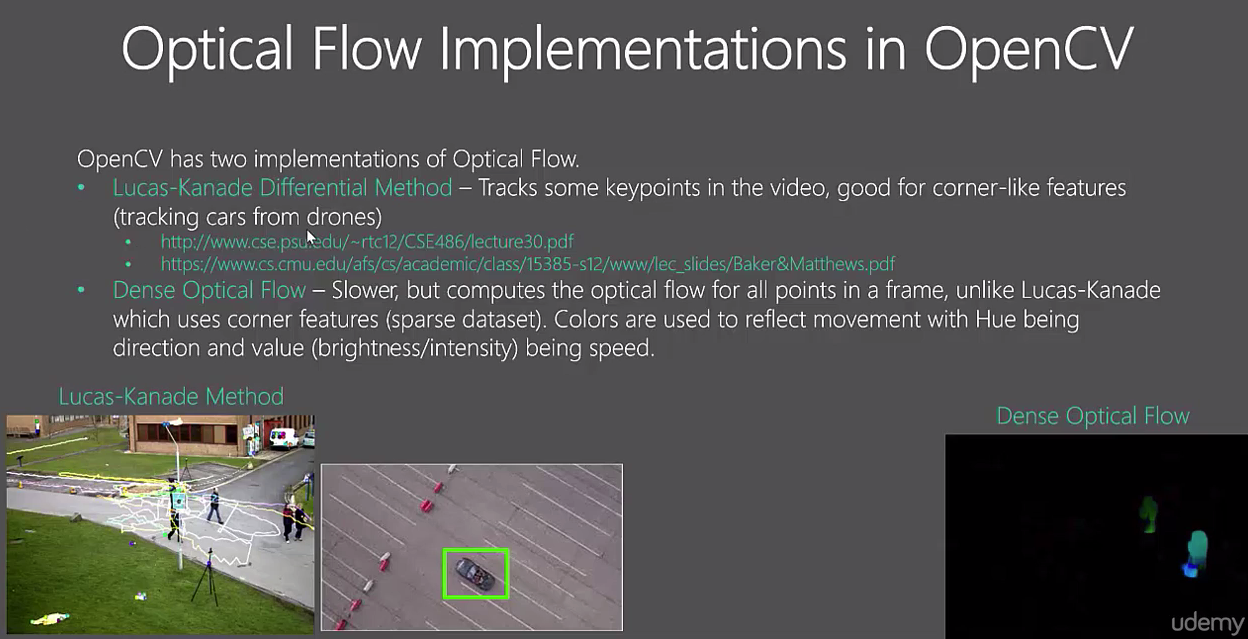 Optical Flow Implementations in OpenCV
OpenCV has two implementations of Optical Flow.
• Lucas-Kanade Differential Method – Tracks some keypoints in the video, good for corner-like features
(tracking cars from drones)
• http://www.cse.psu.edu/~rtc12/CSE486/lecture30.pdf
• https://www.cs.cmu.edu/afs/cs/academic/class/15385-s12/www/lec_slides/Baker&Matthews.pdf
• Dense Optical Flow – Slower, but computes the optical flow for all points in a frame, unlike Lucas-Kanade
which uses corner features (sparse dataset). Colors are used to reflect movement with Hue being
direction and value (brightness/intensity) being speed.
Lucas-Kanade Method
Dense Optical Flow
udemy